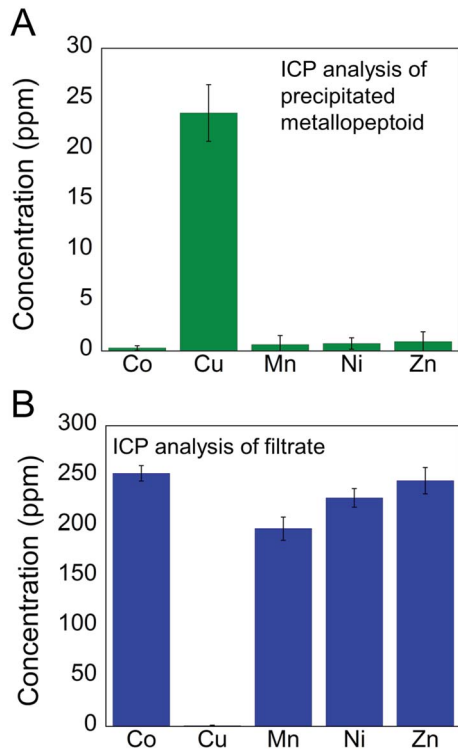 A
Concentration (ppm)
30
25
20
15
10
5
0
ICP analysis of
precipitated
metallopeptoid
Co Cu Mn Ni Zn
B
Concentration (ppm)
300
250
200
150
100
50
0
ICP analysis of filtrate
Co Cu Mn Ni Zn